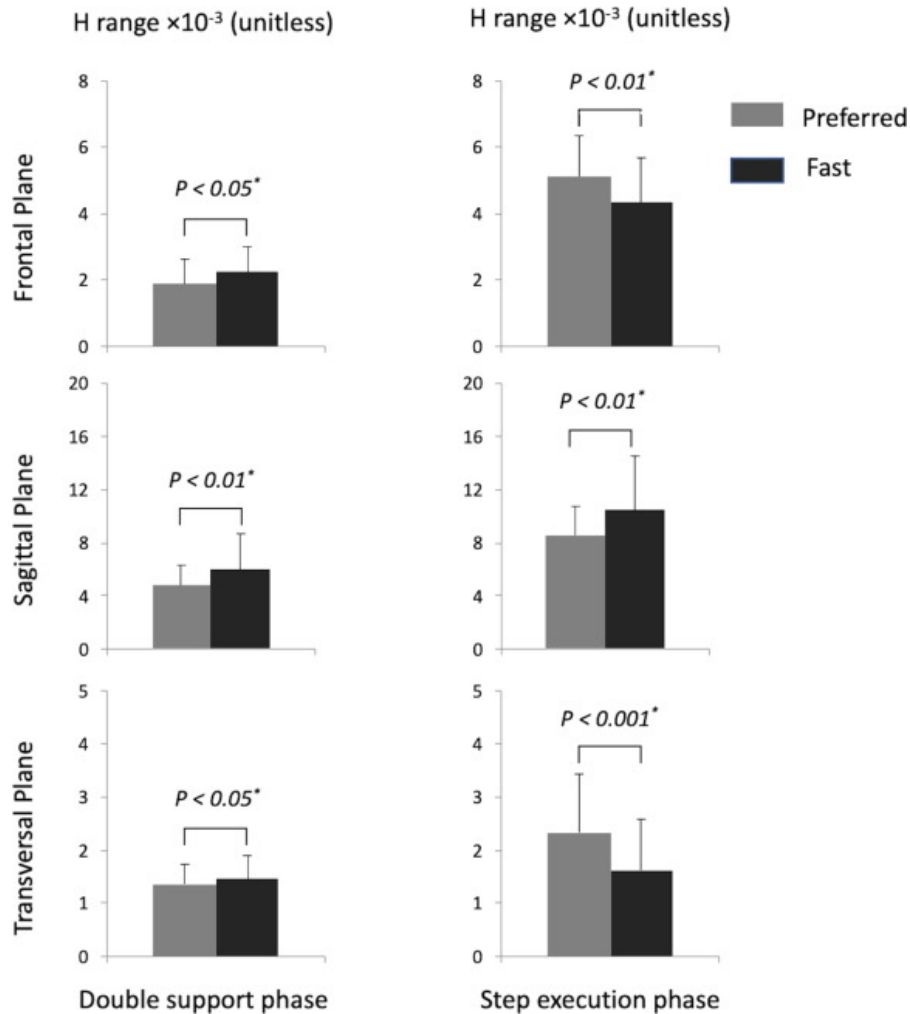 H range ×10⁻³ (unitless)
H range ×10⁻³ (unitless)
Frontal Plane
8
6
4
2
0
P < 0.05*
8
6
4
2
0
P < 0.01*
Preferred
Fast
Sagittal Plane
20
16
12
8
4
0
P < 0.01*
20
16
12
8
4
0
P < 0.01*
Transversal Plane
5
4
3
2
1
0
P < 0.05*
5
4
3
2
1
0
P < 0.001*
Double support phase
Step execution phase